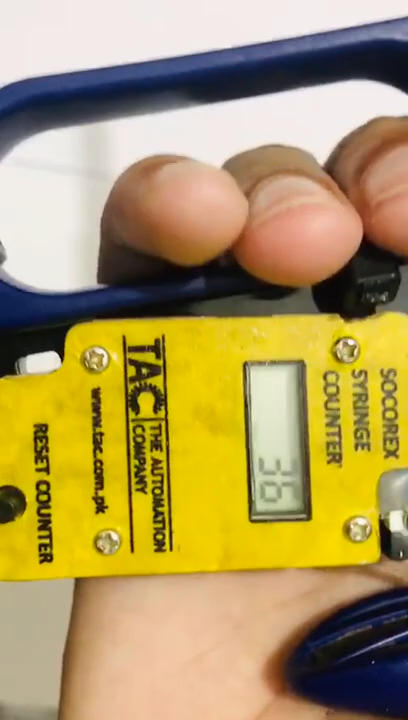 SOCOREX
SYRINGE
COUNTER
36
TAC
THE AUTOMATION
COMPANY
www.tac.com.pk
RESET COUNTER